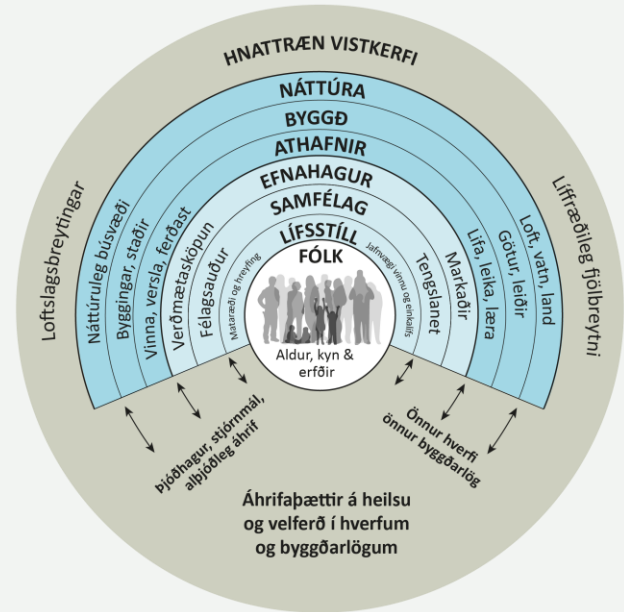 HNATTRÆN VISTKERFI
Loftslagsbreytingar
Líffræðileg fjölbreytni
NÁTTÚRA
Náttúruleg búsvæði
Loft, vatn, land
BYGGÐ
Byggingar, staðir
Götur, leiðir
ATHAFNIR
Vinna, versla, ferðast
Lifa, leika, læra
EFNAHAGUR
Verðmætasköpun
Markaðir
SAMFÉLAG
Félagsauður
Tengslanet
LÍFSSTÍLL
Mataræði og hreyfing
Jafnvægi vinnu og einkalífs
FÓLK
Aldur, kyn &
erfðir
Þjóðhagur, stjórnmál,
alþjóðleg áhrif
Önnur hverfi
önnur byggðarlög
Áhrifaþættir á heilsu
og velferð í hverfum
og byggðarlögum